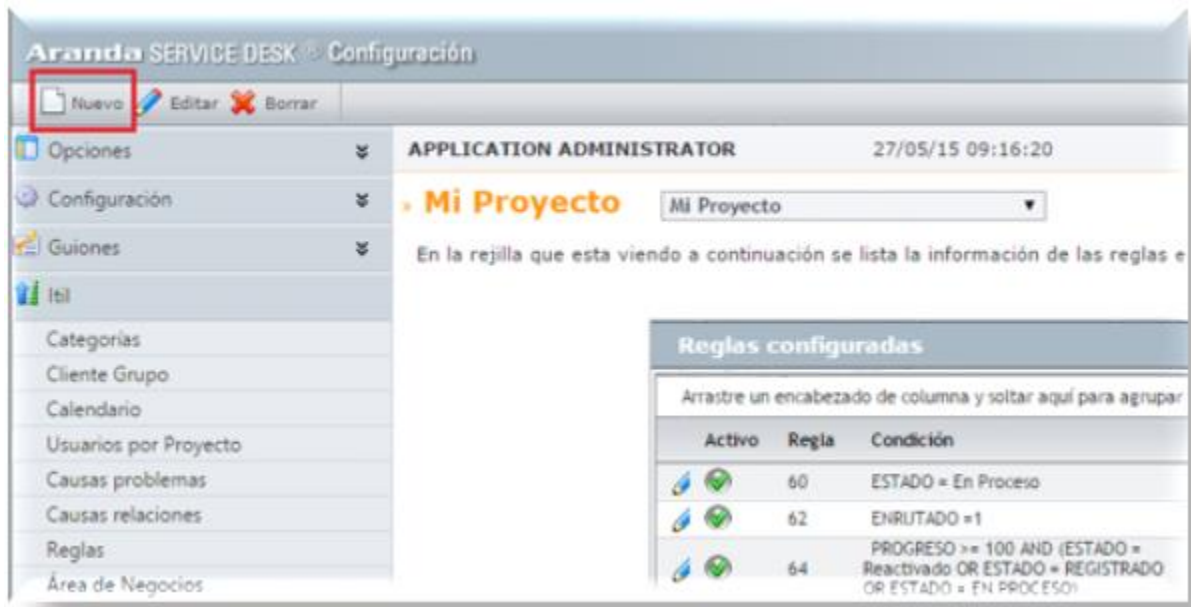 Aranda SERVICE DESK ® Configuración
Nuevo Editar Borrar
Opciones
Configuración
Guiones
Itil
Categorías
Cliente Grupo
Calendario
Usuarios por Proyecto
Causas problemas
Causas relaciones
Reglas
Área de Negocios
APPLICATION ADMINISTRATOR 27/05/15 09:16:20
Mi Proyecto Mi Proyecto
En la rejilla que esta viendo a continuación se lista la información de las reglas e
Reglas configuradas
Arrastre un encabezado de columna y soltar aquí para agrupar
Activo Regla Condición
60 ESTADO = En Proceso
62 ENRUTADO =1
64 PROGRESO >= 100 AND (ESTADO =
Reactivado OR ESTADO = REGISTRADO
OR ESTADO = EN PROCESO)